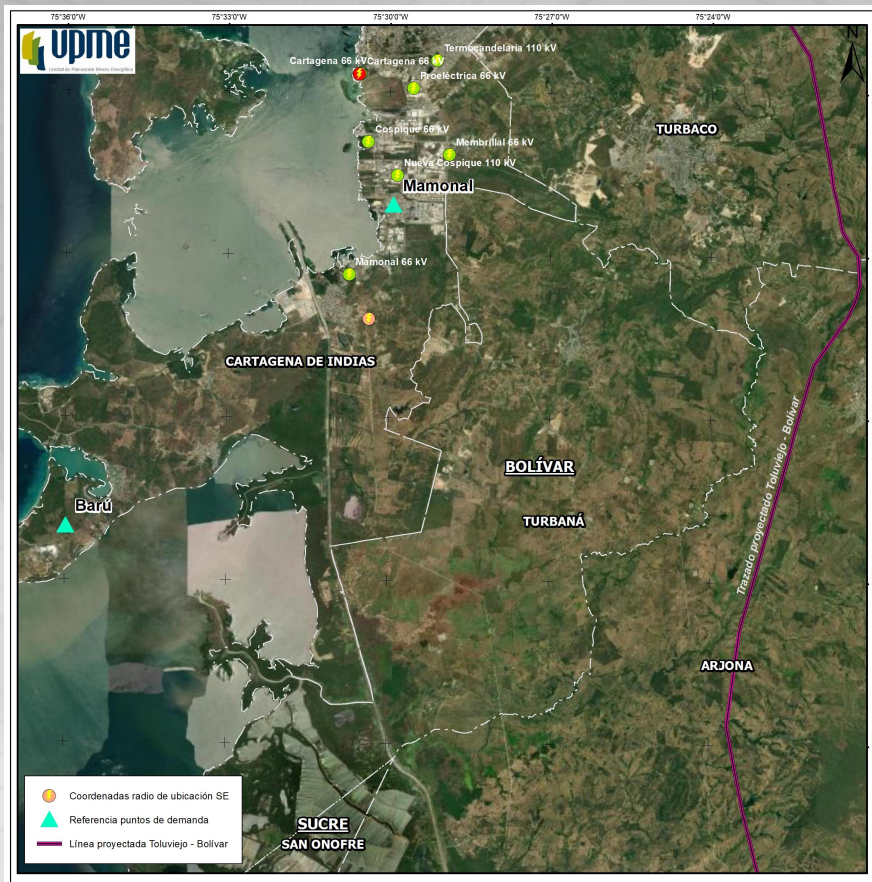 75°36'0"W
75°33'0"W
75°30'0"W
75°27'0"W
75°24'0"W
upme
Unidad de Planeación Minero Energética
N
Termocandelaria 110 kV
Cartagena 66 kV
Cartagena 66 kV
Proeléctrica 66 kV
Cospique 66 kV
TURBACO
Membrillal 66 kV
Nueva Cospique 110 kV
Mamonal
Mamonal 66 kV
CARTAGENA DE INDIAS
Trazado proyectado Toluviejo - Bolívar
BOLÍVAR
Barú
TURBANÁ
ARJONA
Coordenadas radio de ubicación SE
Referencia puntos de demanda
Línea proyectada Toluviejo - Bolívar
SUCRE
SAN ONOFRE